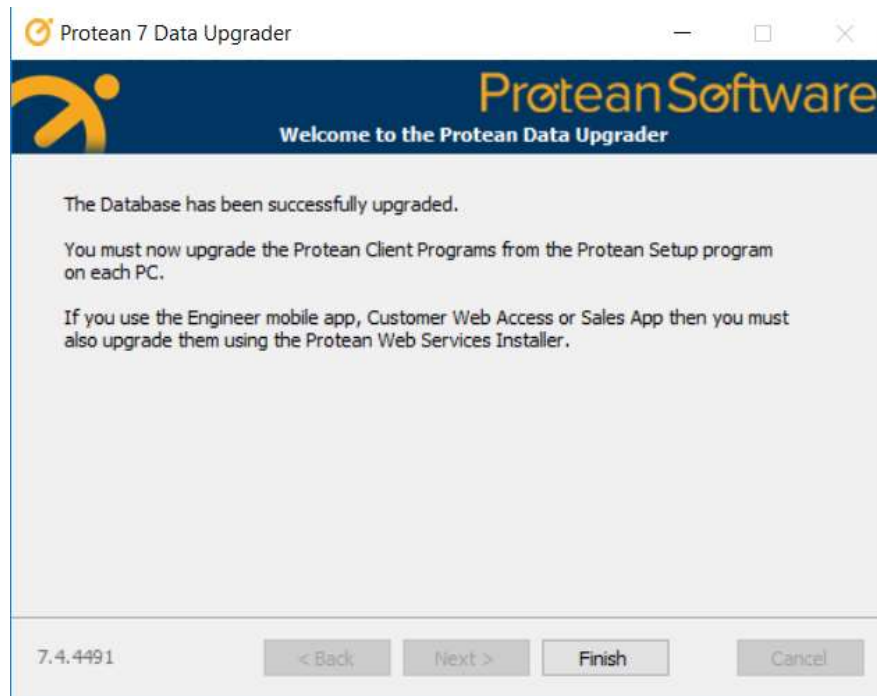 Protean 7 Data Upgrader
Protean Software
Welcome to the Protean Data Upgrader
The Database has been successfully upgraded.
You must now upgrade the Protean Client Programs from the Protean Setup program
on each PC.
If you use the Engineer mobile app, Customer Web Access or Sales App then you must
also upgrade them using the Protean Web Services Installer.
7.4.4491
< Back
Next >
Finish
Cancel